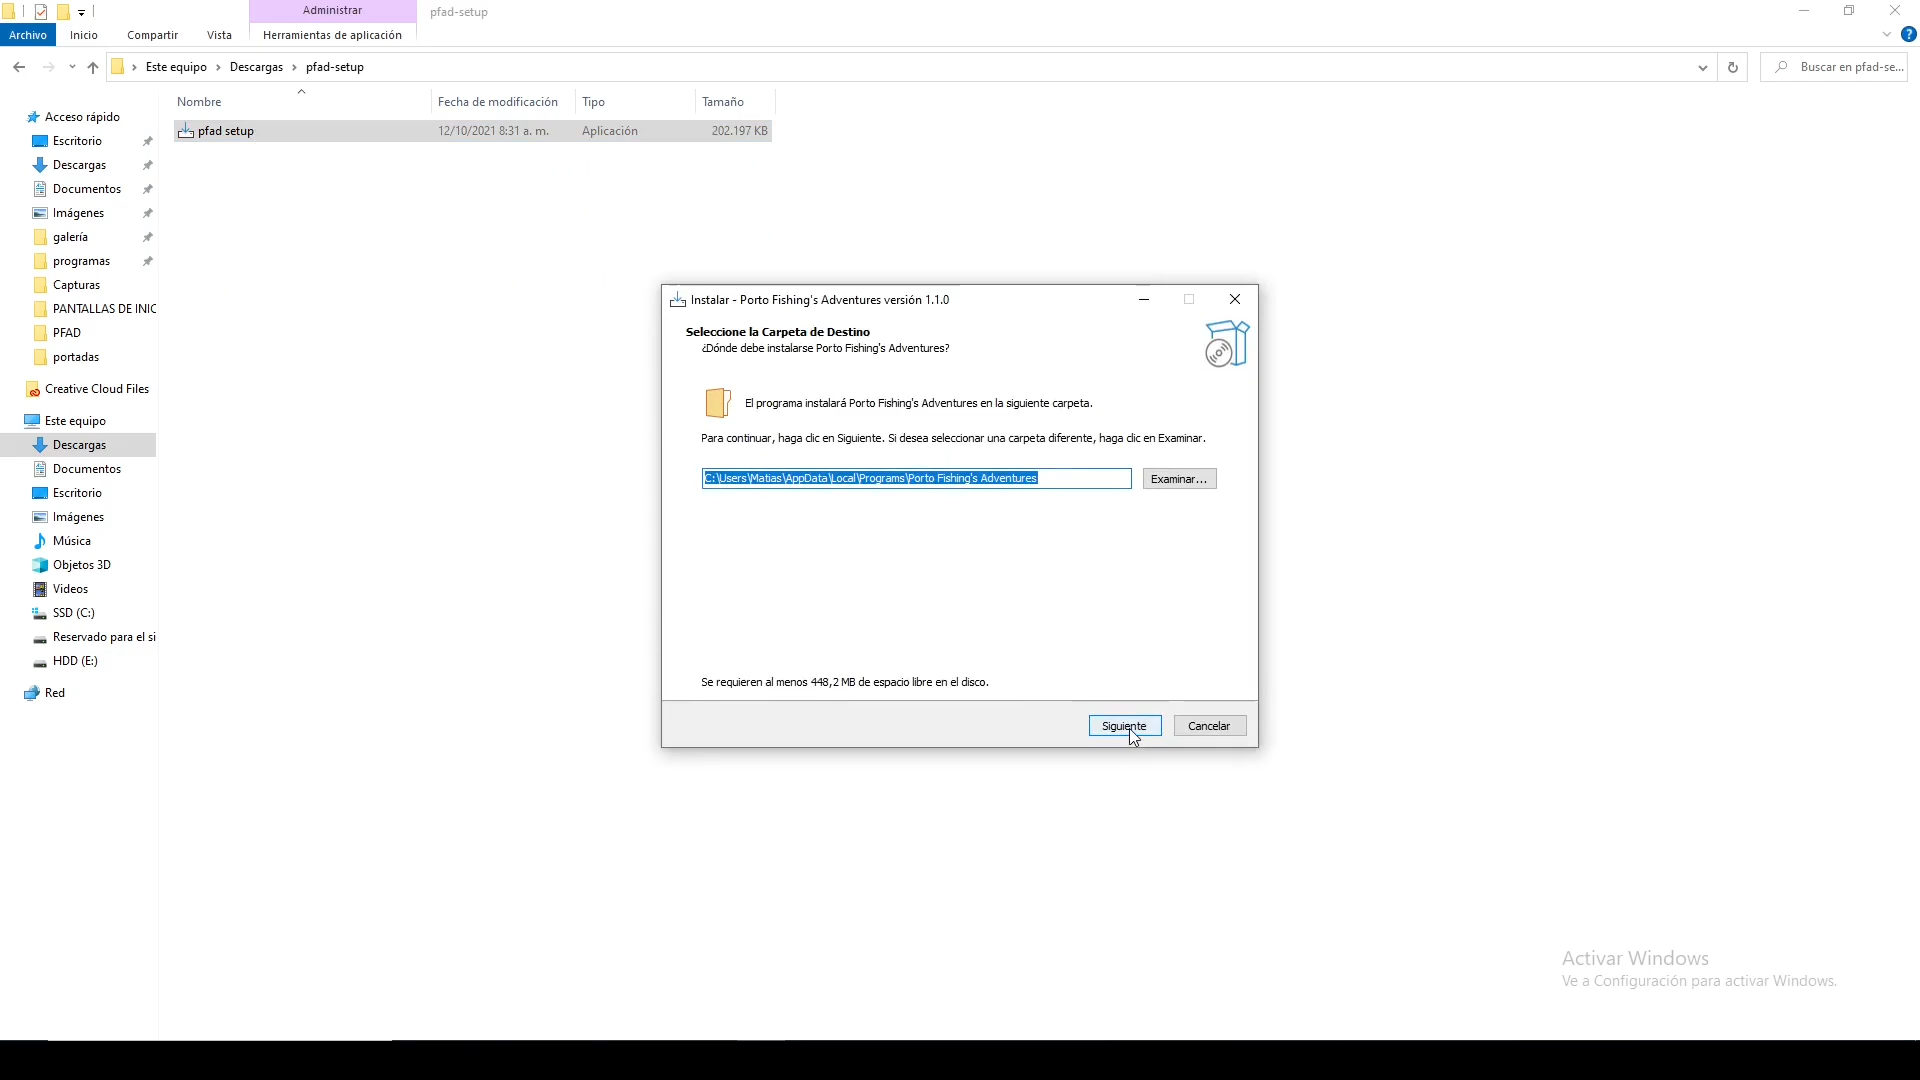 Administrar
pfad-setup
Archivo
Inicio
Compartir
Vista
Herramientas de aplicación
Este equipo
Descargas
pfad-setup
Buscar en pfad-se...
Nombre
Fecha de modificación
Tipo
Tamaño
pfad setup
12/10/2021 8:31 a. m.
Aplicación
202.197 KB
Acceso rápido
Escritorio
Descargas
Documentos
Imágenes
galería
programas
Capturas
PANTALLAS DE INIC
PFAD
portadas
Creative Cloud Files
Este equipo
Descargas
Documentos
Escritorio
Imágenes
Música
Objetos 3D
Videos
SSD (C:)
Reservado para el si
HDD (E:)
Red
Instalar - Porto Fishing's Adventures versión 1.1.0
Seleccione la Carpeta de Destino
¿Dónde debe instalarse Porto Fishing's Adventures?
El programa instalará Porto Fishing's Adventures en la siguiente carpeta.
Para continuar, haga clic en Siguiente. Si desea seleccionar una carpeta diferente, haga clic en Examinar.
C:\Users\Matias\AppData\Local\Programs\Porto Fishing's Adventures
Examinar...
Se requieren al menos 448,2 MB de espacio libre en el disco.
Siguiente
Cancelar
Activar Windows
Ve a Configuración para activar Windows.